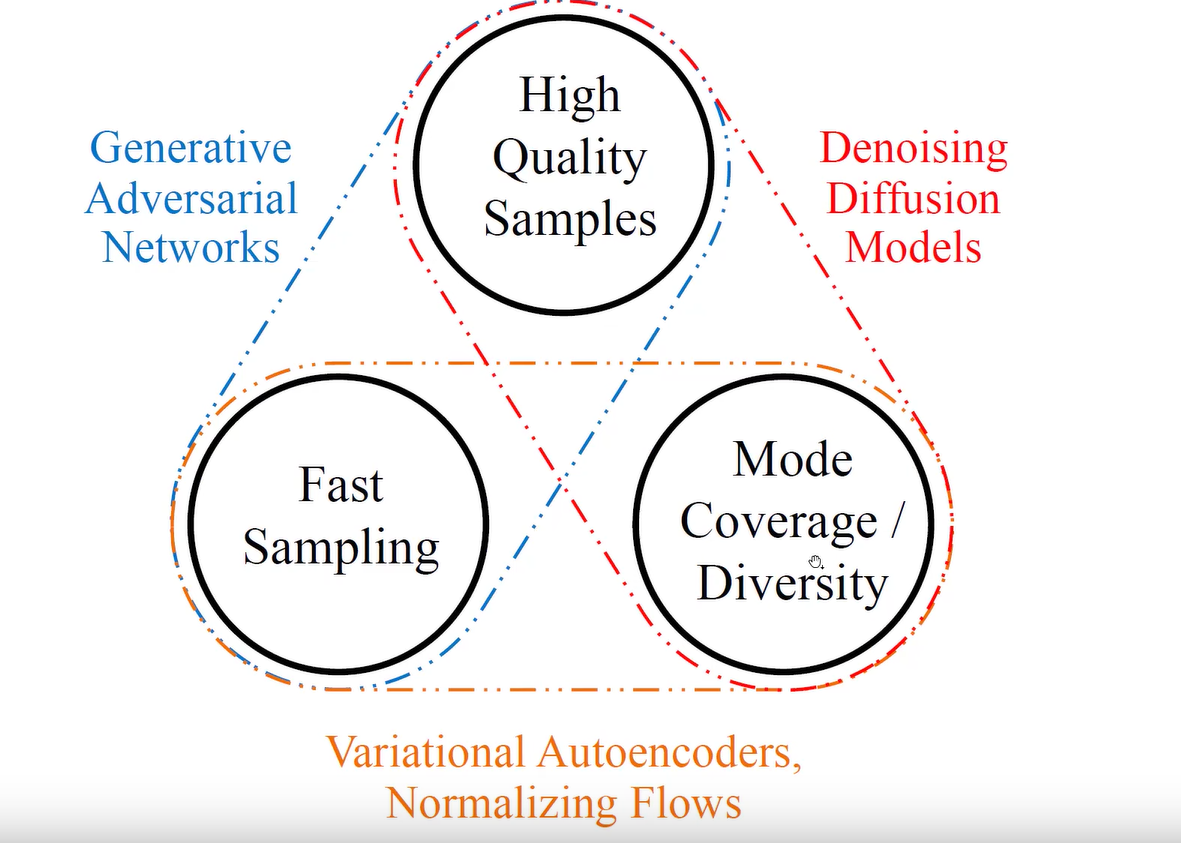 High
Quality
Samples
Generative
Adversarial
Networks
Denoising
Diffusion
Models
Fast
Sampling
Mode
Coverage /
Diversity
Variational Autoencoders,
Normalizing Flows